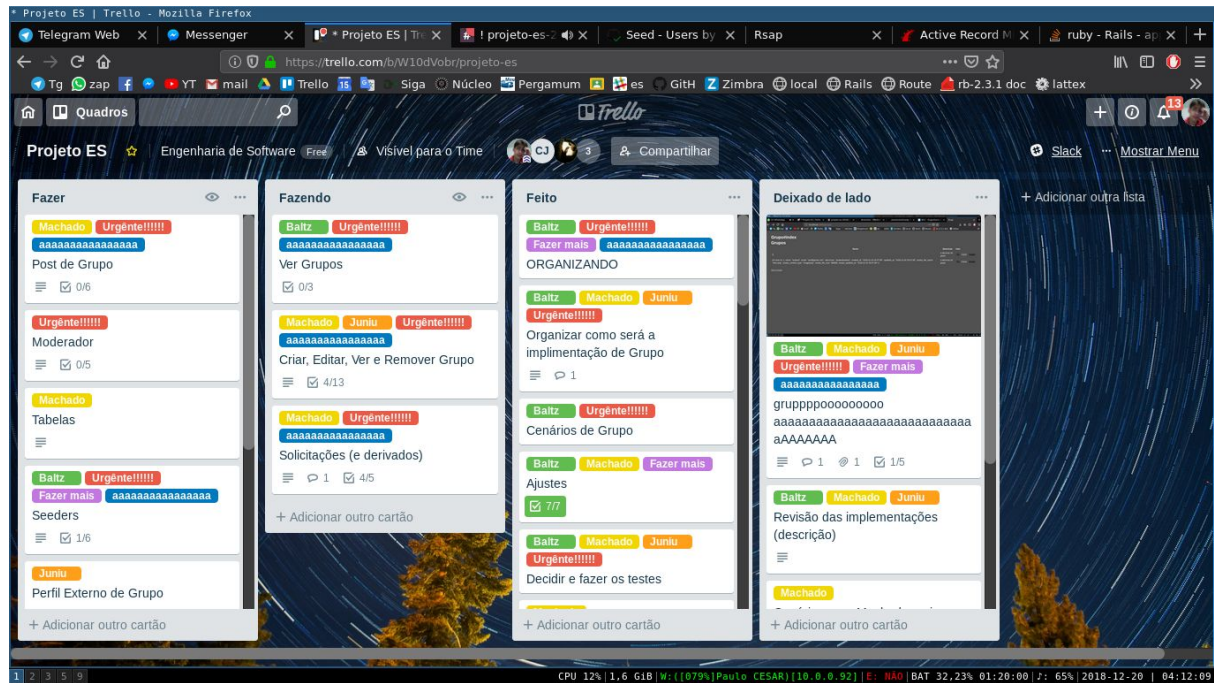 * Projeto ES | Trello - Mozilla Firefox
Telegram Web
Messenger
* Projeto ES | Tre
! projeto-es-2
Seed - Users by
Rsap
Active Record M
ruby - Rails - ap
https://trello.com/b/W10dVobr/projeto-es
Tg zap YT mail Trello Siga Núcleo Pergamum es GitH Zimbra local Rails Route rb-2.3.1 doc lattex
Quadros
Trello
13
Projeto ES
Engenharia de Software Free
Visível para o Time
CJ
3
Compartilhar
Slack
Mostrar Menu
Fazer
Machado Urgênte!!!!!!
aaaaaaaaaaaaaaaa
Post de Grupo
0/6
Urgênte!!!!!!
Moderador
0/5
Machado
Tabelas
Baltz Urgênte!!!!!!
Fazer mais aaaaaaaaaaaaaaaa
Seeders
1/6
Juniu
Perfil Externo de Grupo
+ Adicionar outro cartão
Fazendo
Baltz Urgênte!!!!!!
aaaaaaaaaaaaaaaa
Ver Grupos
0/3
Machado Juniu Urgênte!!!!!!
aaaaaaaaaaaaaaaa
Criar, Editar, Ver e Remover Grupo
4/13
Machado Urgênte!!!!!!
aaaaaaaaaaaaaaaa
Solicitações (e derivados)
1 4/5
+ Adicionar outro cartão
Feito
Baltz Urgênte!!!!!!
Fazer mais aaaaaaaaaaaaaaaa
ORGANIZANDO
Baltz Machado Juniu
Urgênte!!!!!!
Organizar como será a
implimentação de Grupo
1
Baltz Urgênte!!!!!!
Cenários de Grupo
Baltz Machado Fazer mais
Ajustes
7/7
Baltz Machado Juniu
Urgênte!!!!!!
Decidir e fazer os testes
+ Adicionar outro cartão
Deixado de lado
Baltz Machado Juniu
Urgênte!!!!!! Fazer mais
aaaaaaaaaaaaaaaa
gruppppooooooooo
aaaaaaaaaaaaaaaaaaaaaaaaaaaa
aAAAAAAA
1 1 1/5
Baltz Machado Juniu
Revisão das implementações
(descrição)
Machado
+ Adicionar outro cartão
+ Adicionar outra lista
1 2 3 5 9
CPU 12%|1,6 GiB|W:([079%]Paulo CESAR)[10.0.0.92]|E: NÃO|BAT 32,23% 01:20:00|♪: 65%|2018-12-20 | 04:12:09